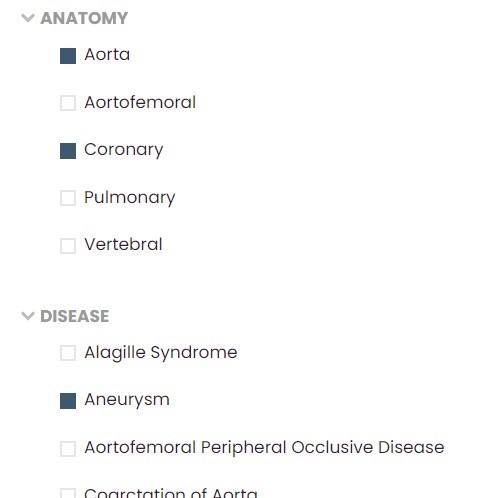 ANATOMY
Aorta
Aortofemoral
Coronary
Pulmonary
Vertebral
DISEASE
Alagille Syndrome
Aneurysm
Aortofemoral Peripheral Occlusive Disease
Coarctation of Aorta